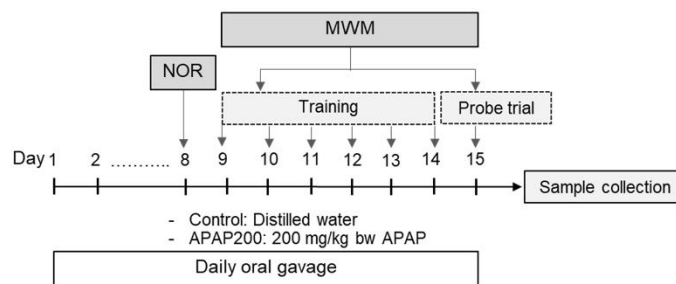 MWM
NOR
Training
Probe trial
Day 1 2 ........... 8 9 10 11 12 13 14 15
Sample collection
- Control: Distilled water
- APAP200: 200 mg/kg bw APAP
Daily oral gavage